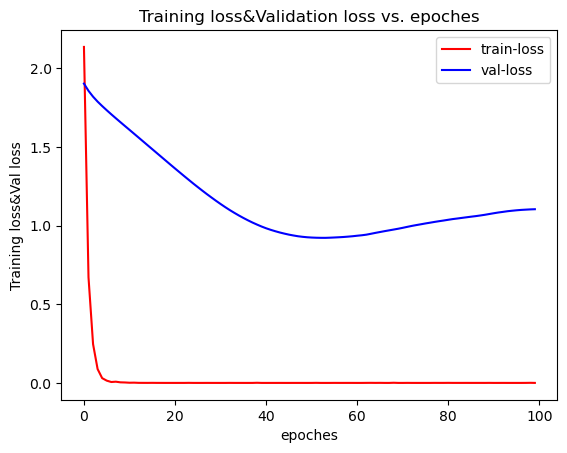 Training loss&Validation loss vs. epoches
train-loss
val-loss
Training loss&Val loss
2.0
1.5
1.0
0.5
0.0
0
20
40
60
80
100
epoches